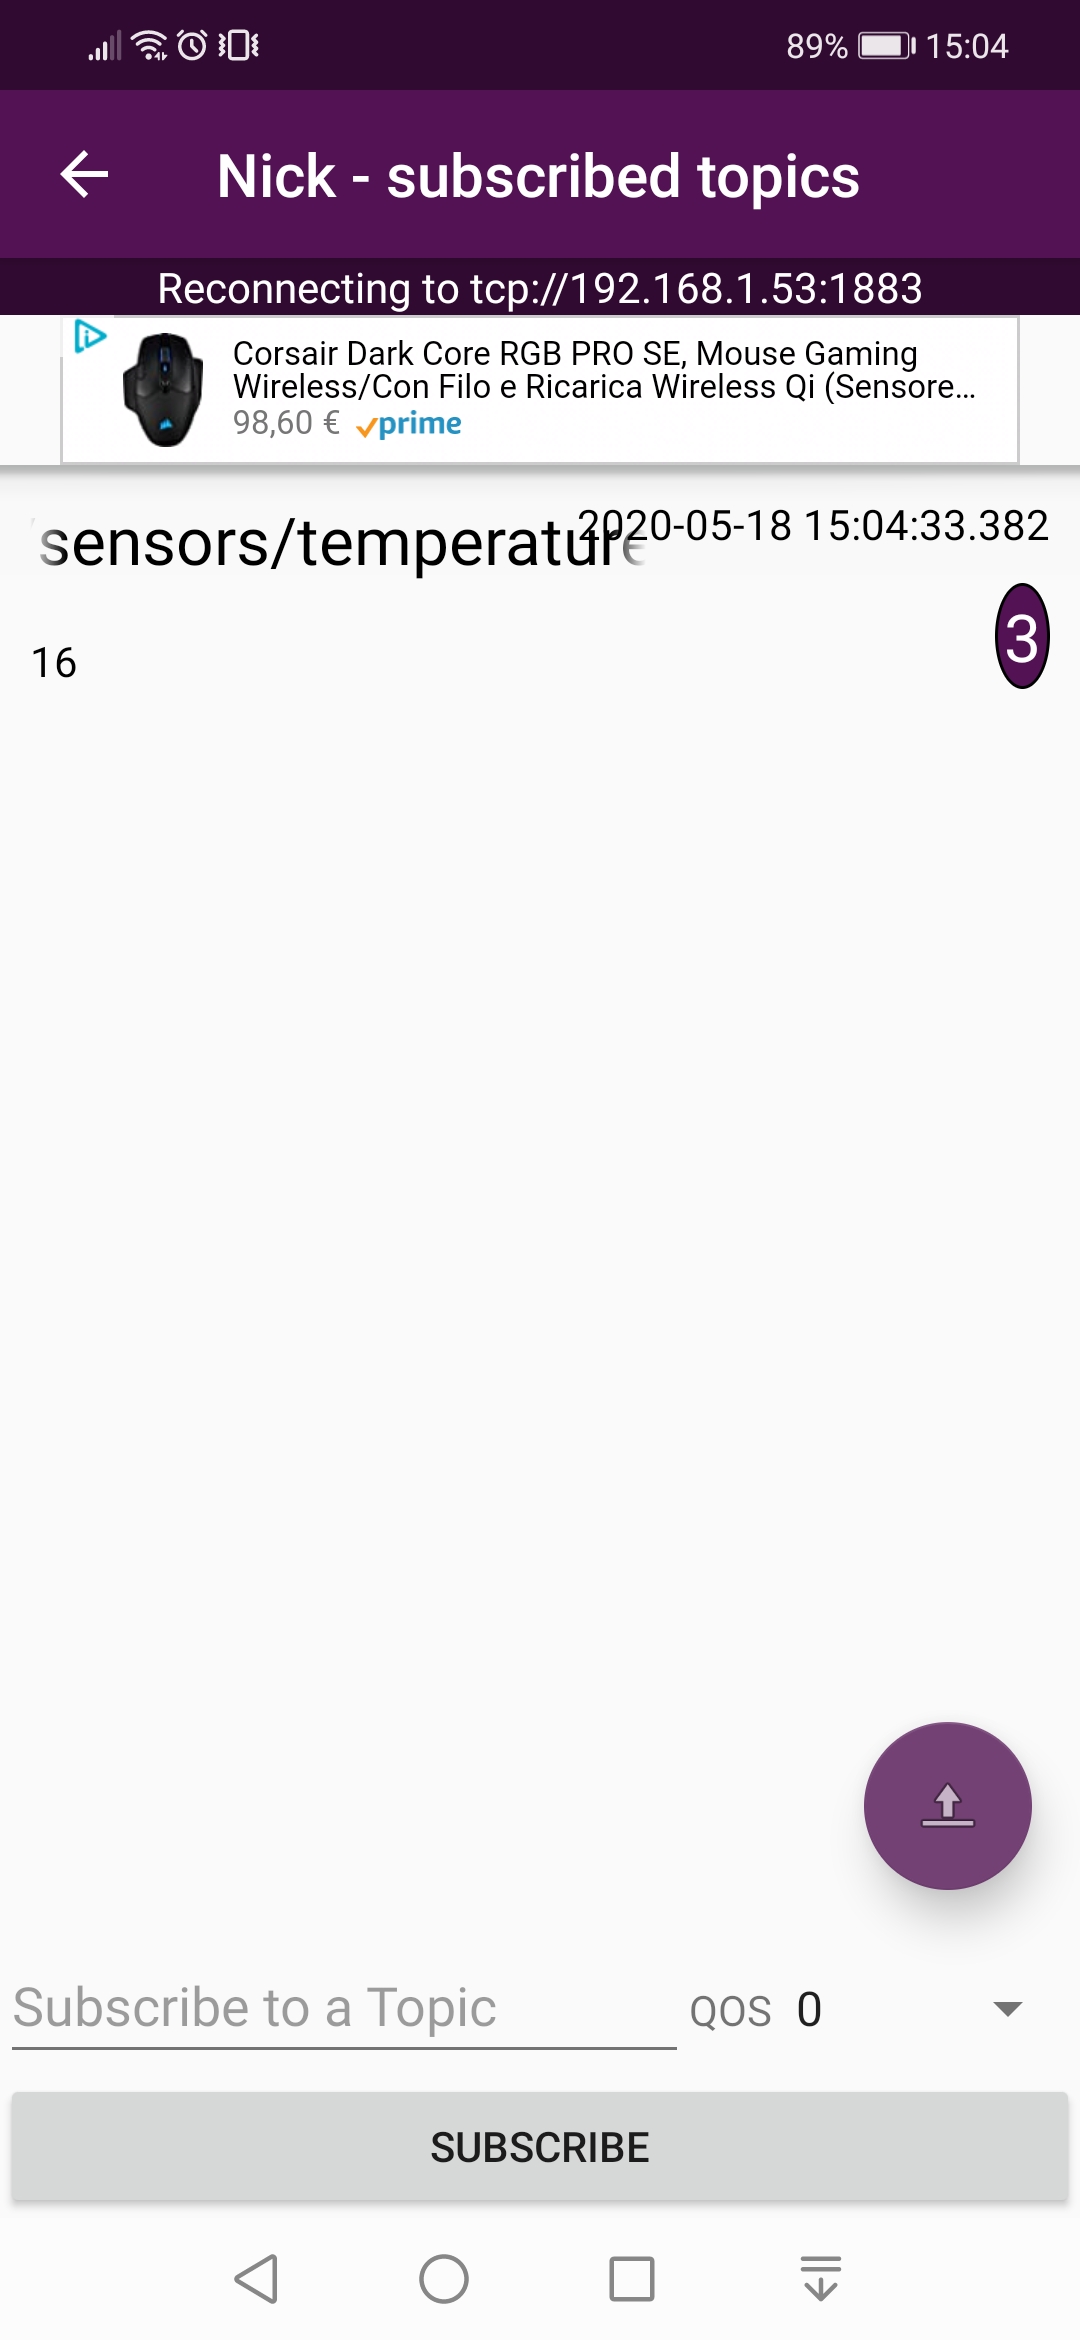 89% 15:04
Nick - subscribed topics
Reconnecting to tcp://192.168.1.53:1883
Corsair Dark Core RGB PRO SE, Mouse Gaming
Wireless/Con Filo e Ricarica Wireless Qi (Sensore...
98,60 € prime
sensors/temperature
2020-05-18 15:04:33.382
3
16
Subscribe to a Topic QOS 0
SUBSCRIBE